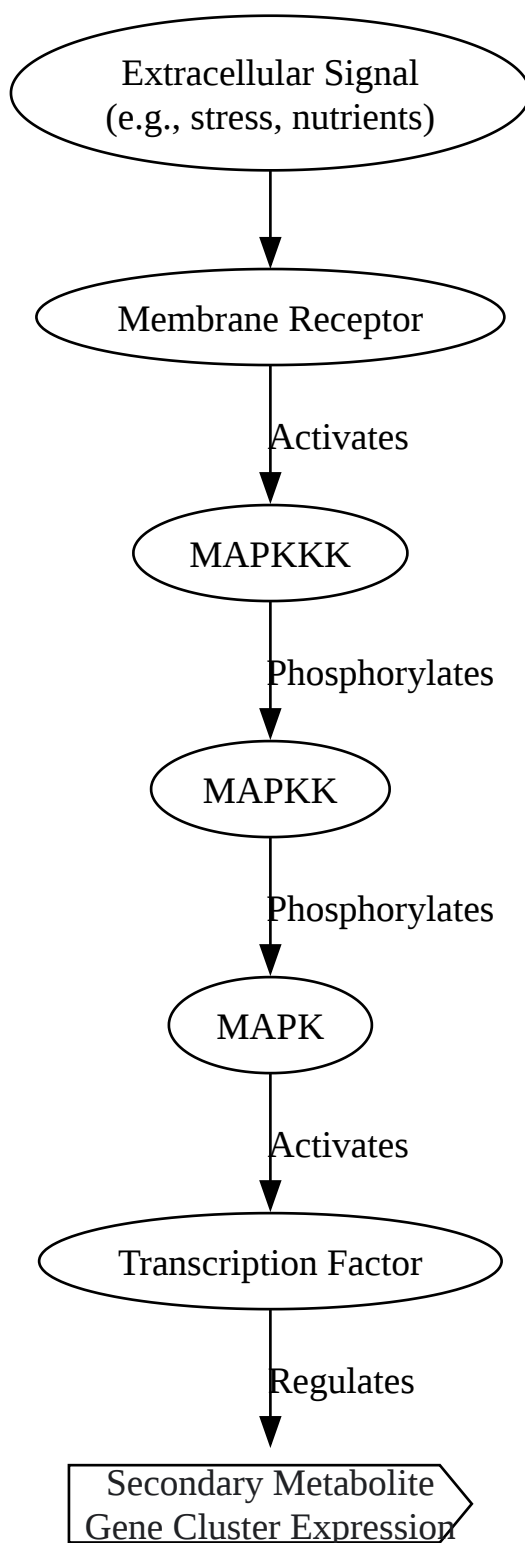 Extracellular Signal
(e.g., stress, nutrients)
Membrane Receptor
Activates
MAPKKK
Phosphorylates
MAPKK
Phosphorylates
MAPK
Activates
Transcription Factor
Regulates
Secondary Metabolite
Gene Cluster Expression